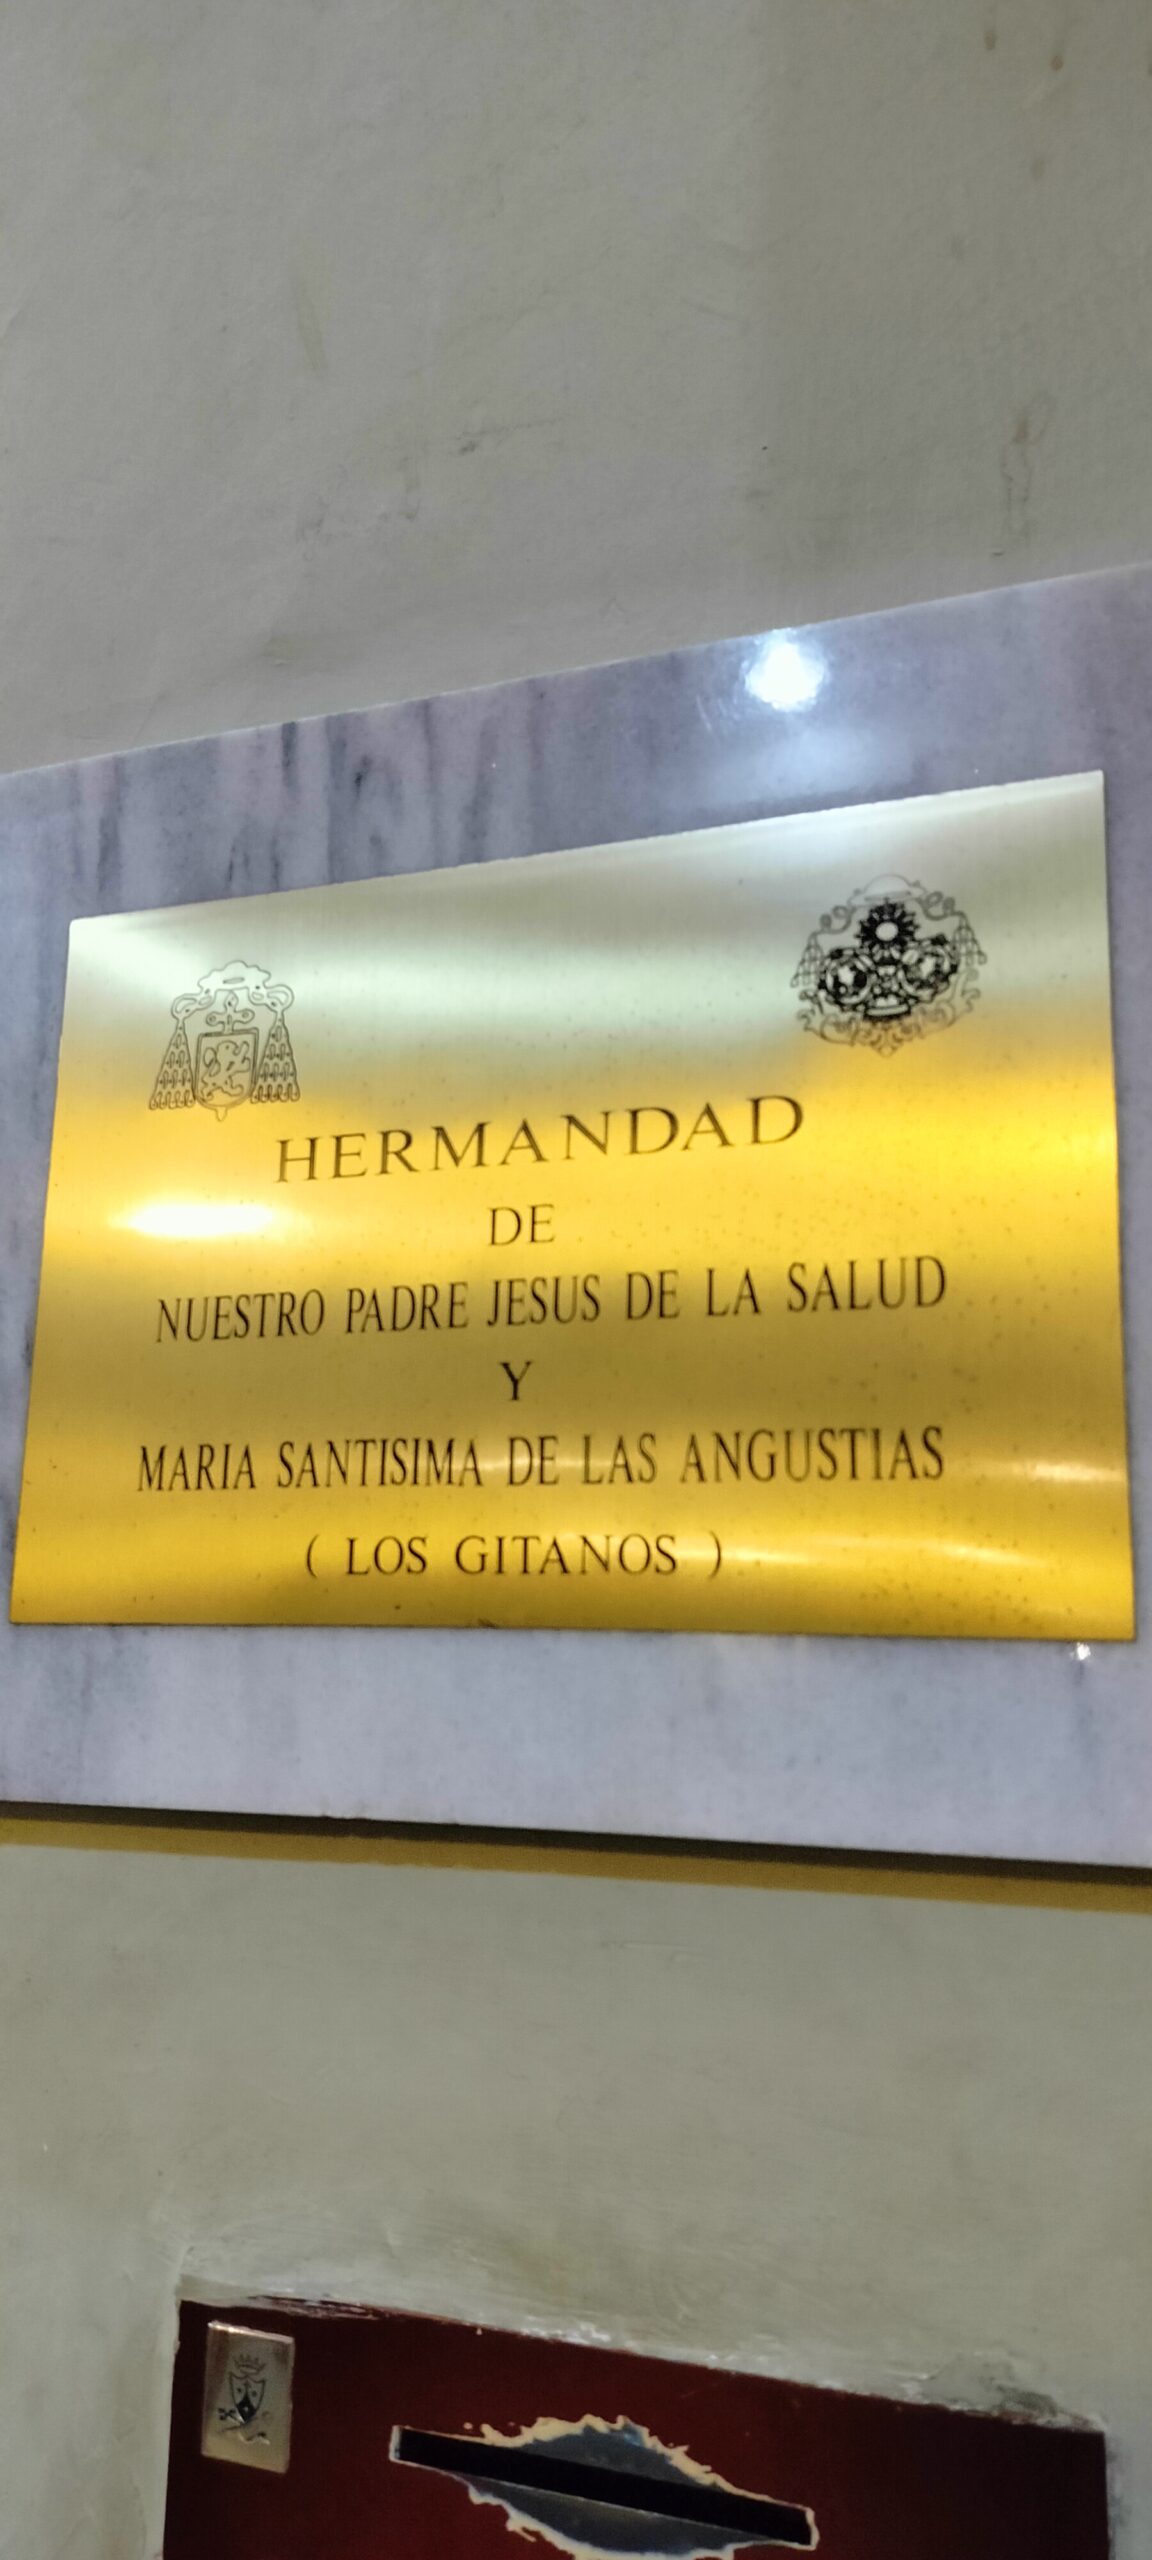 HERMANDAD
DE
NUESTRO PADRE JESUS DE LA SALUD
Y
MARIA SANTISIMA DE LAS ANGUSTIAS
( LOS GITANOS )